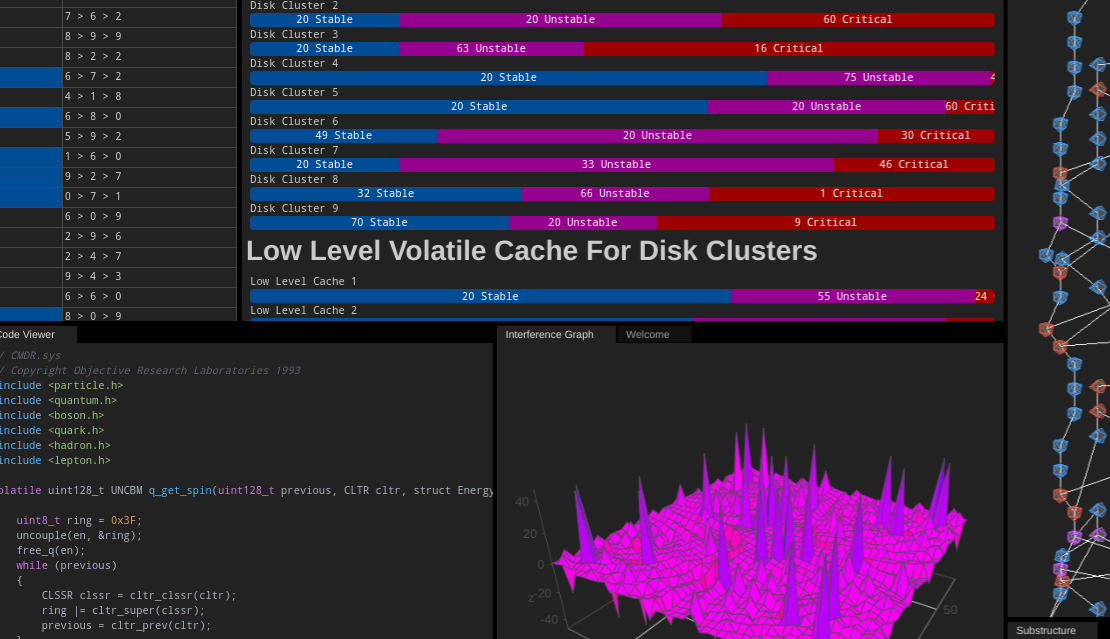 7 > 6 > 2
8 > 9 > 9
8 > 2 > 2
6 > 7 > 2
4 > 1 > 8
6 > 8 > 0
5 > 9 > 2
1 > 6 > 0
9 > 2 > 7
0 > 7 > 1
6 > 0 > 9
2 > 9 > 6
2 > 4 > 7
9 > 4 > 3
6 > 6 > 0
8 > 0 > 9
Disk Cluster 2
20 Stable 20 Unstable 60 Critical
Disk Cluster 3
20 Stable 63 Unstable 16 Critical
Disk Cluster 4
20 Stable 75 Unstable
Disk Cluster 5
20 Stable 20 Unstable 60 Criti
Disk Cluster 6
49 Stable 20 Unstable 30 Critical
Disk Cluster 7
20 Stable 33 Unstable 46 Critical
Disk Cluster 8
32 Stable 66 Unstable 1 Critical
Disk Cluster 9
70 Stable 20 Unstable 9 Critical
Low Level Volatile Cache For Disk Clusters
Low Level Cache 1
20 Stable 55 Unstable 24
Low Level Cache 2
Code Viewer
/ CMDR.sys
/ Copyright Objective Research Laboratories 1993
include <particle.h>
include <quantum.h>
include <boson.h>
include <quark.h>
include <hadron.h>
include <lepton.h>
olatile uint128_t UNCBM q_get_spin(uint128_t previous, CLTR cltr, struct Energy
uint8_t ring = 0x3F;
uncouple(en, &ring);
free_q(en);
while (previous)
{
CLSSR clssr = cltr_clssr(cltr);
ring |= cltr_super(clssr);
previous = cltr_prev(cltr);
Interference Graph Welcome
40
20
0
-20
-40
z
50
Substructure